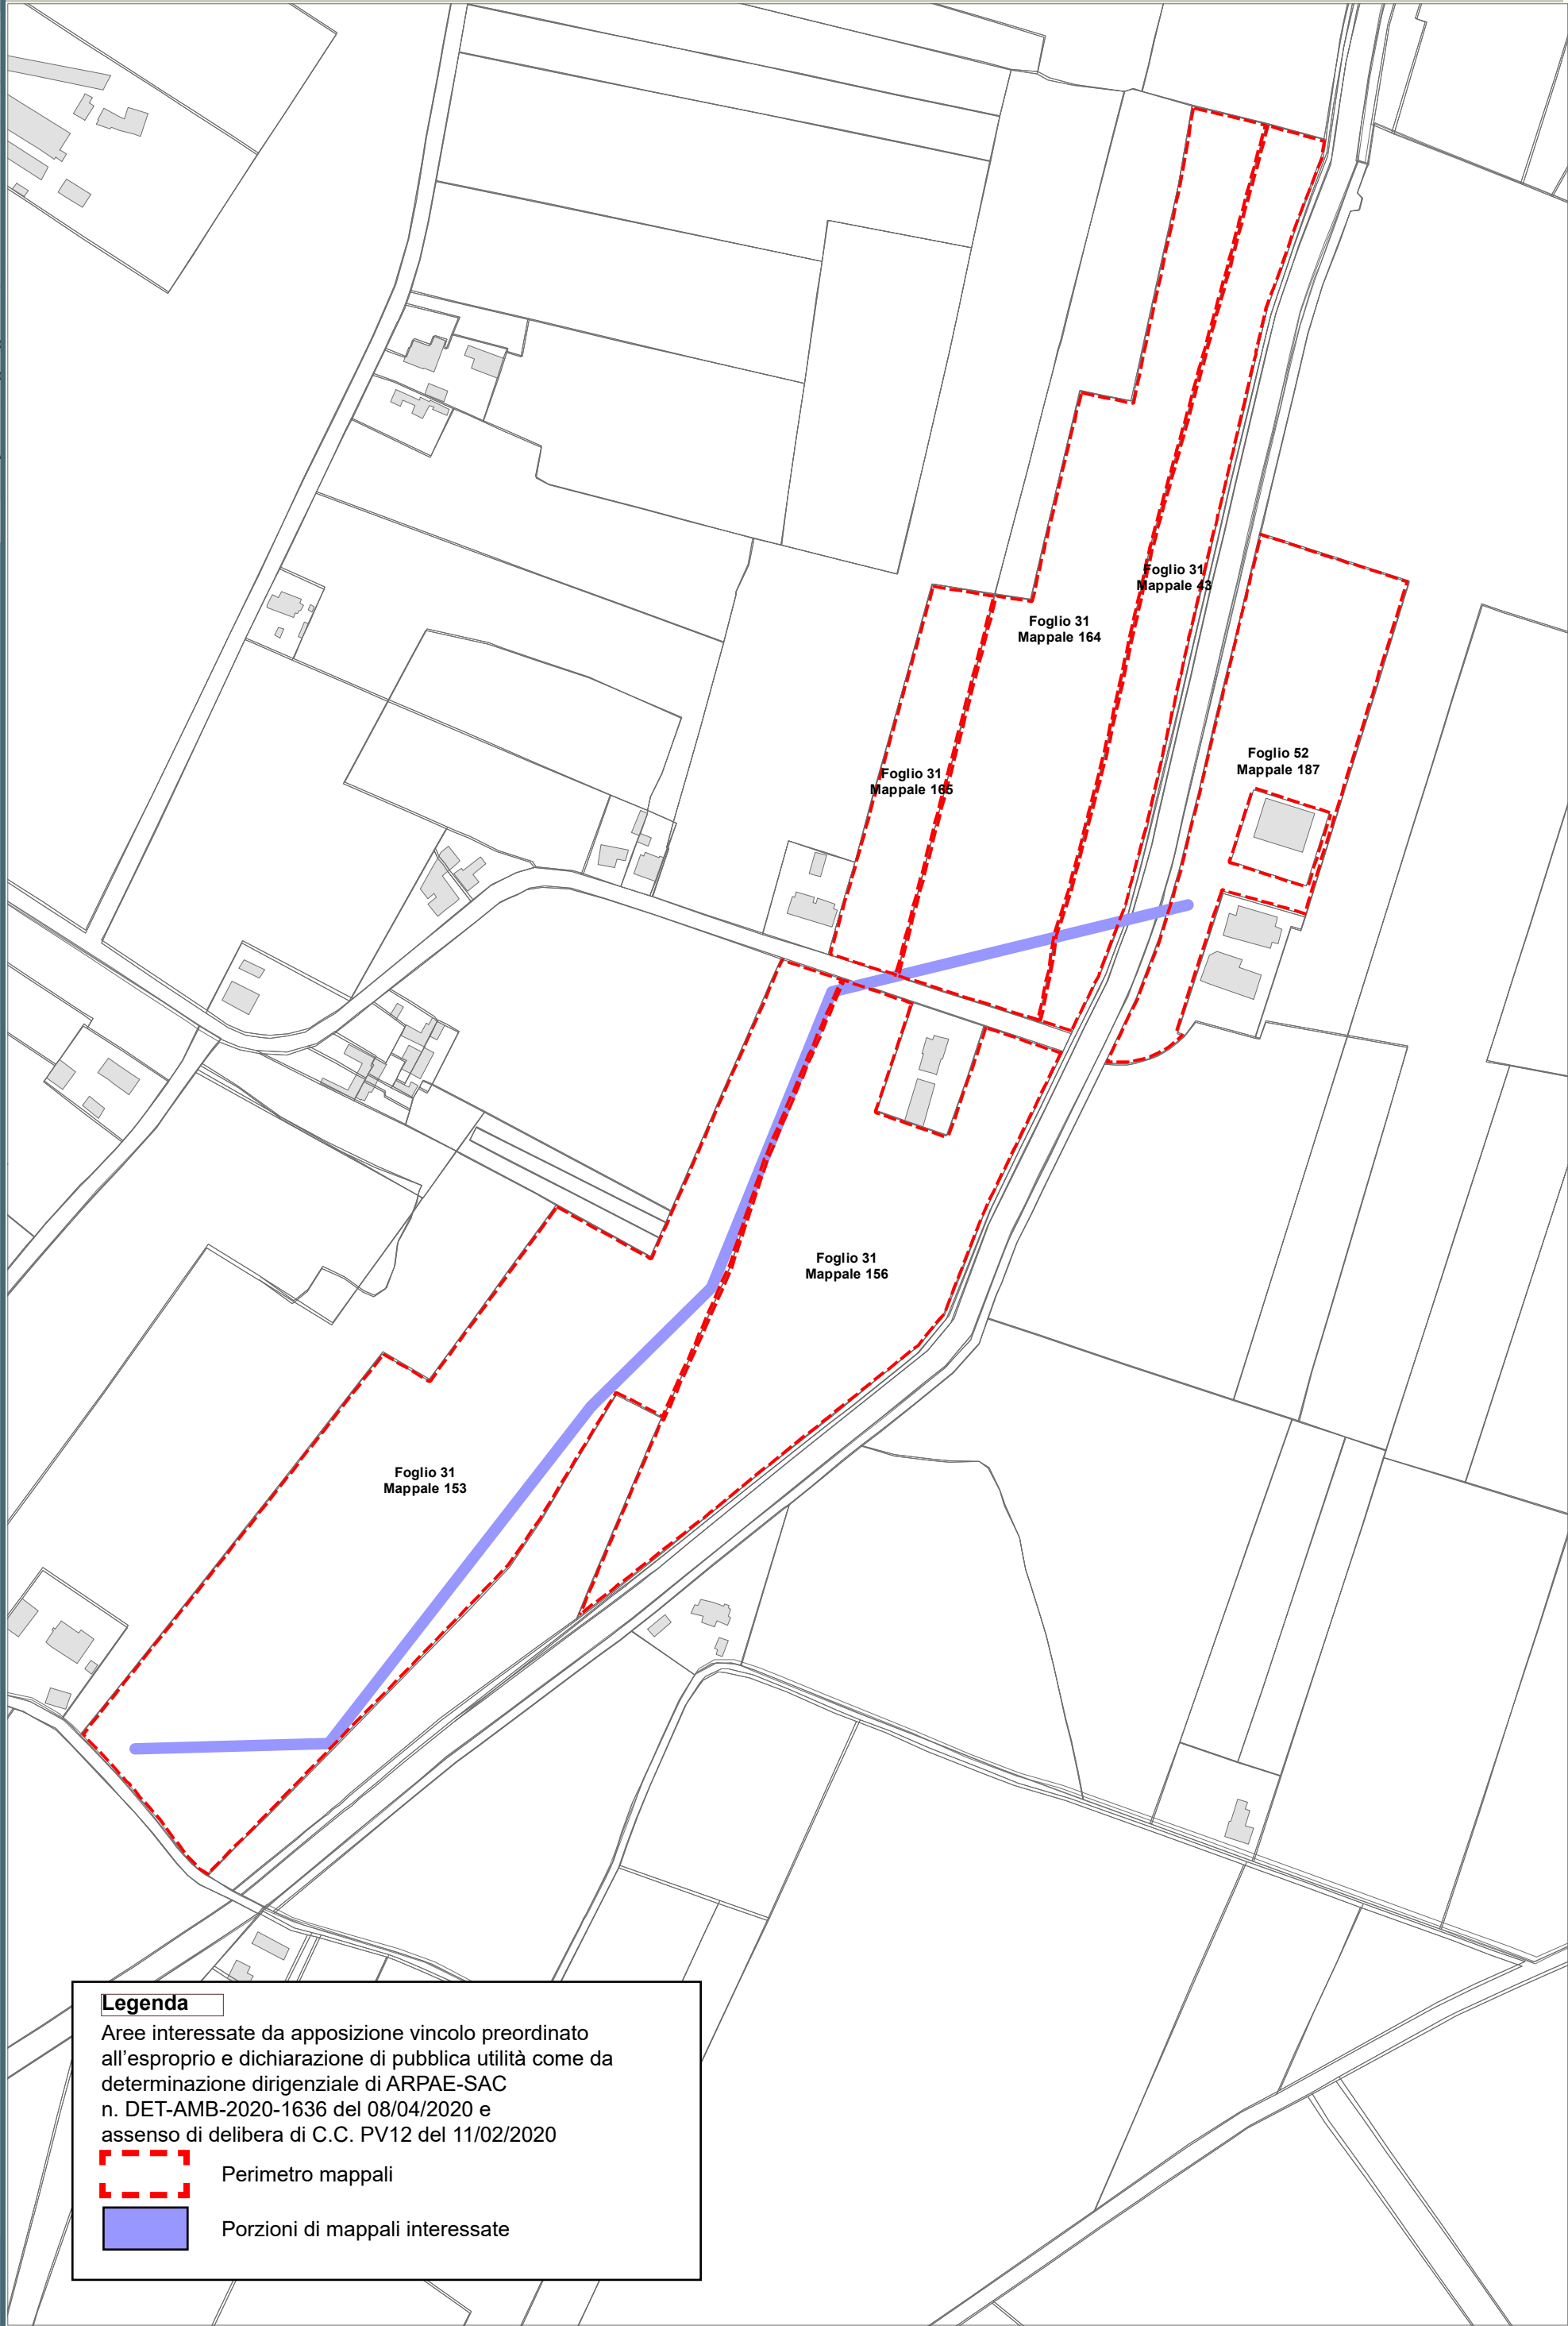 Foglio 31
Mappale 43
Foglio 31
Mappale 164
Foglio 52
Mappale 187
Foglio 31
Mappale 165
Foglio 31
Mappale 156
Foglio 31
Mappale 153
Legenda
Aree interessate da apposizione vincolo preordinato
all'esproprio e dichiarazione di pubblica utilità come da
determinazione dirigenziale di ARPAE-SAC
n. DET-AMB-2020-1636 del 08/04/2020 e
assenso di delibera di C.C. PV12 del 11/02/2020
Perimetro mappali
Porzioni di mappali interessate